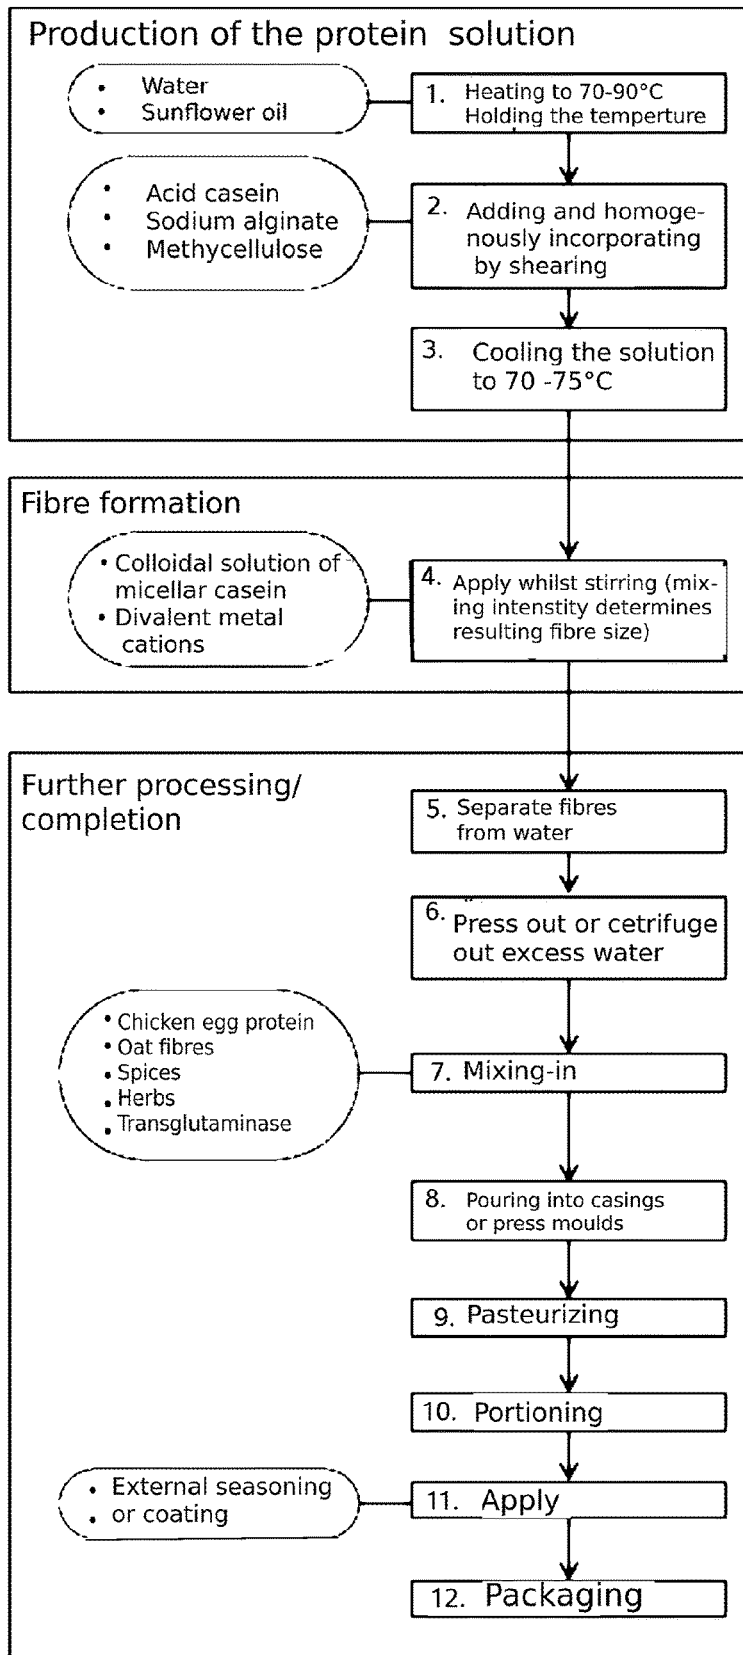 Production of the protein solution
• Water
• Sunflower oil
1. Heating to 70-90°C
Holding the temperture
• Acid casein
• Sodium alginate
• Methycellulose
2. Adding and homoge-
nously incorporating
by shearing
3. Cooling the solution
to 70 -75°C
Fibre formation
• Colloidal solution of
micellar casein
• Divalent metal
cations
4. Apply whilst stirring (mix-
ing intenstity determines
resulting fibre size)
Further processing/
completion
5. Separate fibres
from water
6. Press out or cetrifuge
out excess water
• Chicken egg protein
• Oat fibres
• Spices
• Herbs
• Transglutaminase
7. Mixing-in
8. Pouring into casings
or press moulds
9. Pasteurizing
10. Portioning
• External seasoning
• or coating
11. Apply
12. Packaging